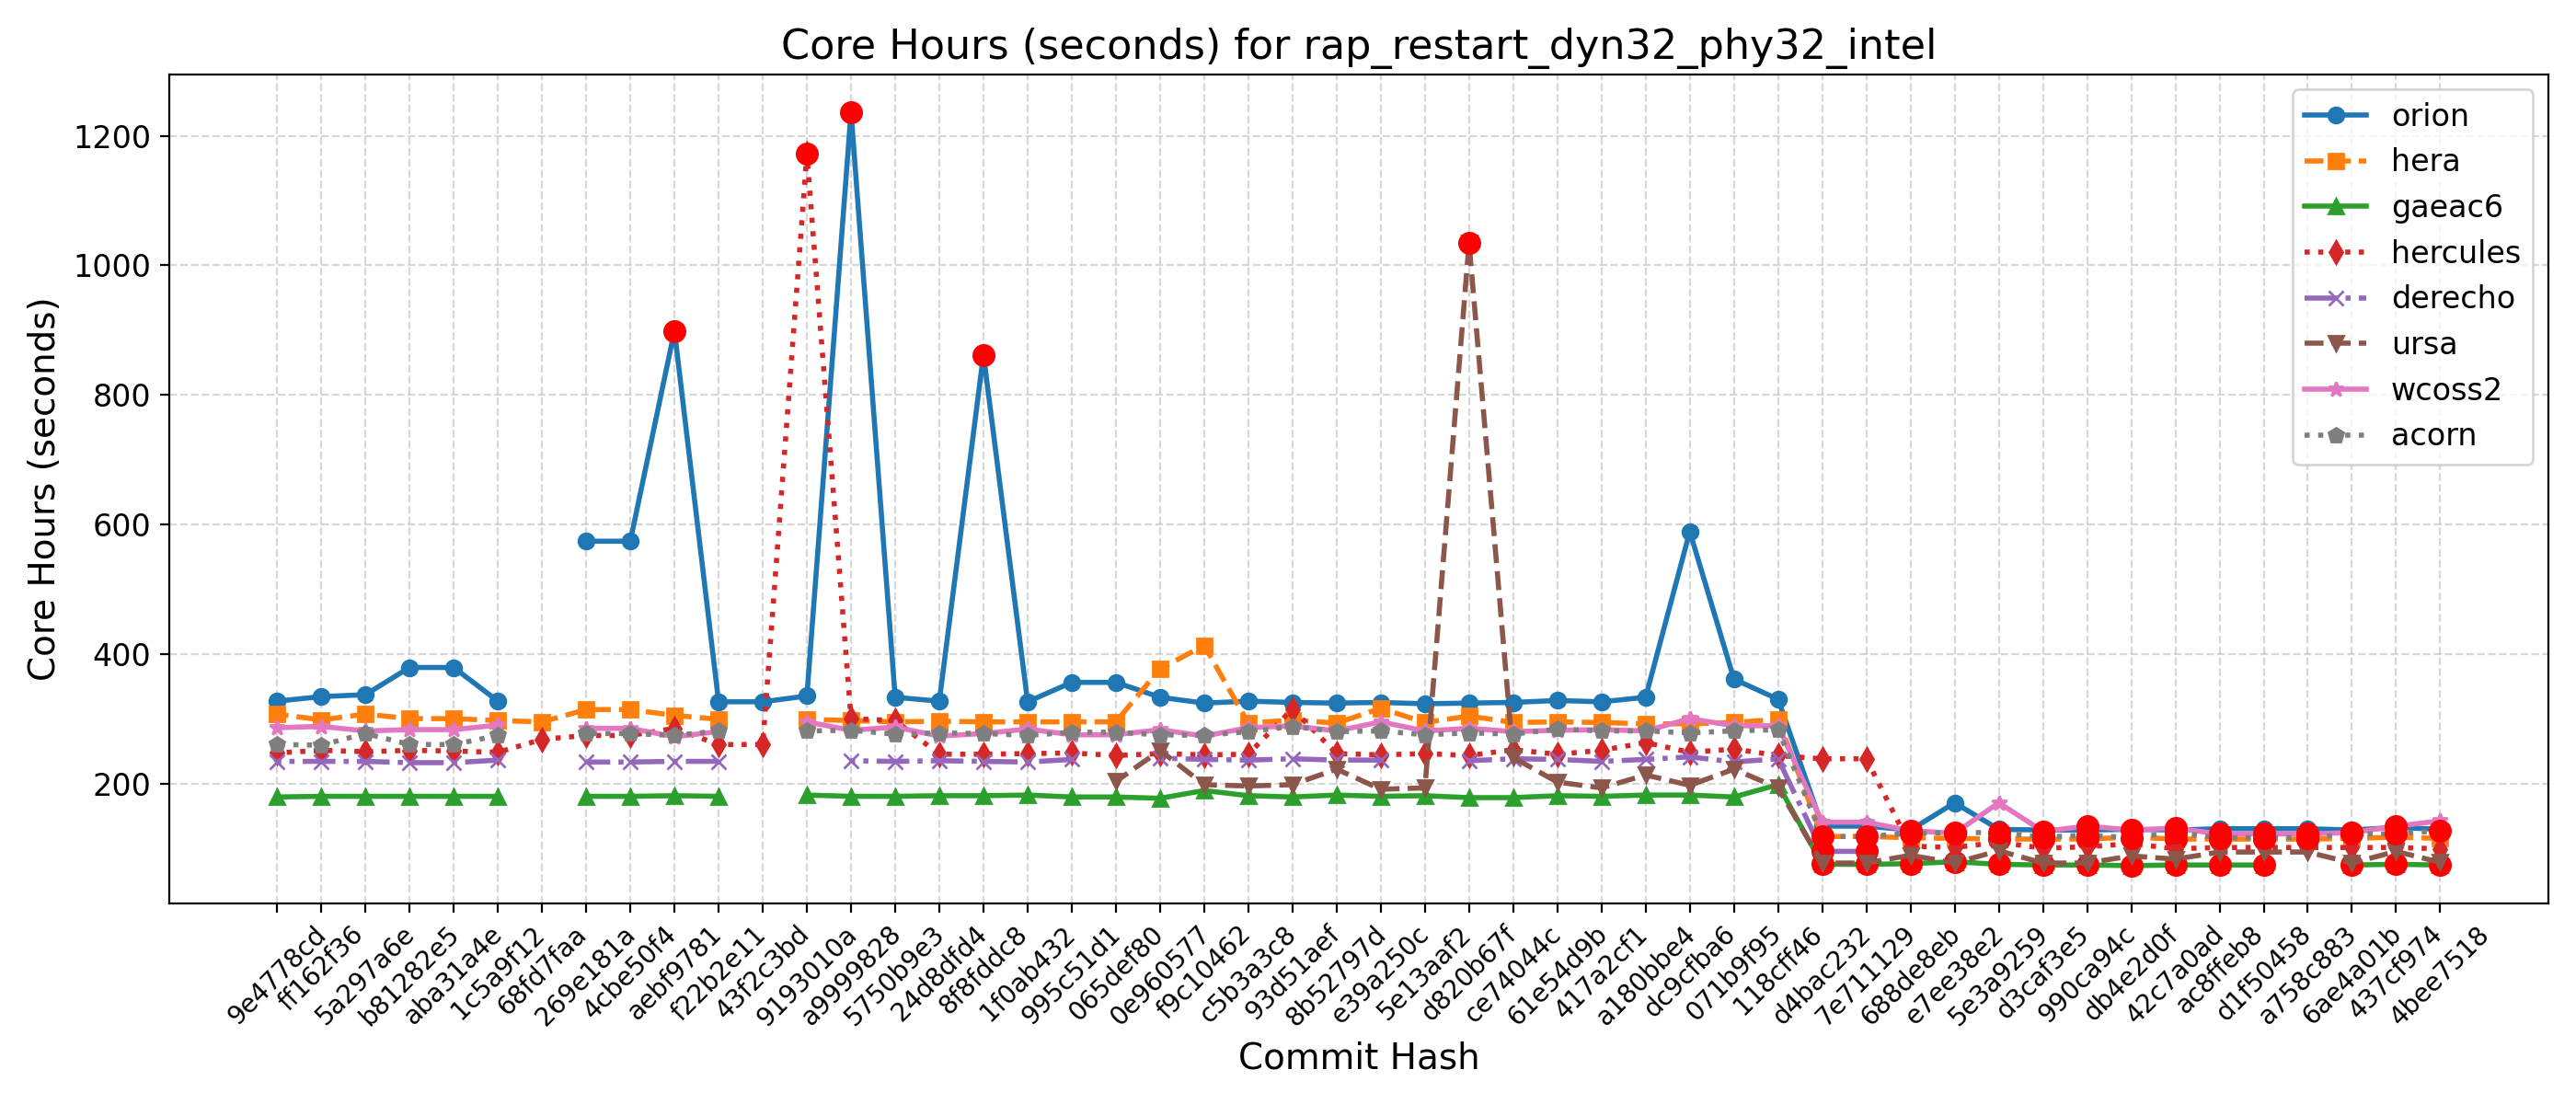 Core Hours (seconds) for rap_restart_dyn32_phy32_intel
Core Hours (seconds)
1200
1000
800
600
400
200
orion
hera
gaeac6
hercules
derecho
ursa
wcoss2
acorn
9e4778cd
ff162f36
5a297a6e
b81282e5
aba31a4e
1c5a9f12
68fd7faa
269e181a
4cbe50f4
aebf9781
f22b2e11
43f2c3bd
9193010a
a9999828
5750b9e3
24d8dfd4
8f8fddc8
1f0ab432
995c51d1
065def80
0e960577
f9c10462
c5b3a3c8
93d51aef
8b52797d
e39a250c
5e13aaf2
d820b67f
ce74044c
61e54d9b
417a2cf1
a180bbe4
dc9cfba6
071b9f95
118cff46
d4bac232
7e711129
688de8eb
e7ee38e2
5e3a9259
d3caf3e5
990ca94c
db4e2d0f
42c7a0ad
ac8ffeb8
d1f50458
a758c883
6ae4a01b
437cf974
4bee7518
Commit Hash